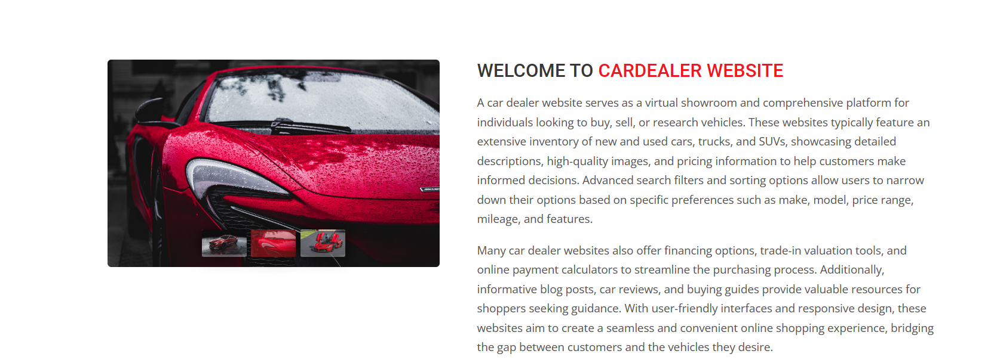 WELCOME TO CARDEALER WEBSITE
A car dealer website serves as a virtual showroom and comprehensive platform for
individuals looking to buy, sell, or research vehicles. These websites typically feature an
extensive inventory of new and used cars, trucks, and SUVs, showcasing detailed
descriptions, high-quality images, and pricing information to help customers make
informed decisions. Advanced search filters and sorting options allow users to narrow
down their options based on specific preferences such as make, model, price range,
mileage, and features.
Many car dealer websites also offer financing options, trade-in valuation tools, and
online payment calculators to streamline the purchasing process. Additionally,
informative blog posts, car reviews, and buying guides provide valuable resources for
shoppers seeking guidance. With user-friendly interfaces and responsive design, these
websites aim to create a seamless and convenient online shopping experience, bridging
the gap between customers and the vehicles they desire.